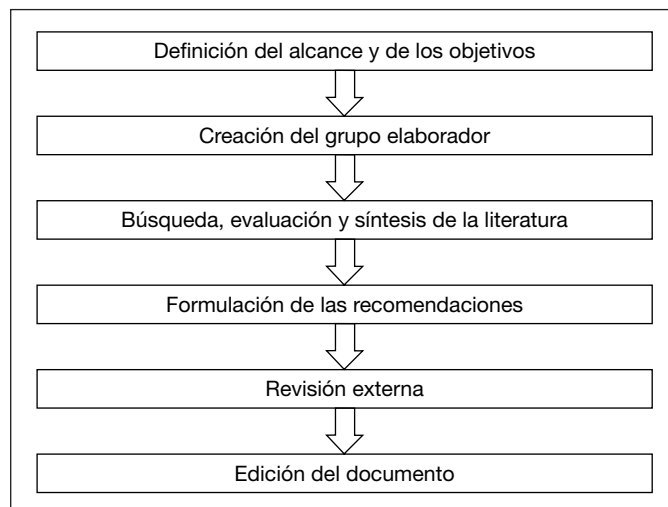 Definición del alcance y de los objetivos
Creación del grupo elaborador
Búsqueda, evaluación y síntesis de la literatura
Formulación de las recomendaciones
Revisión externa
Edición del documento